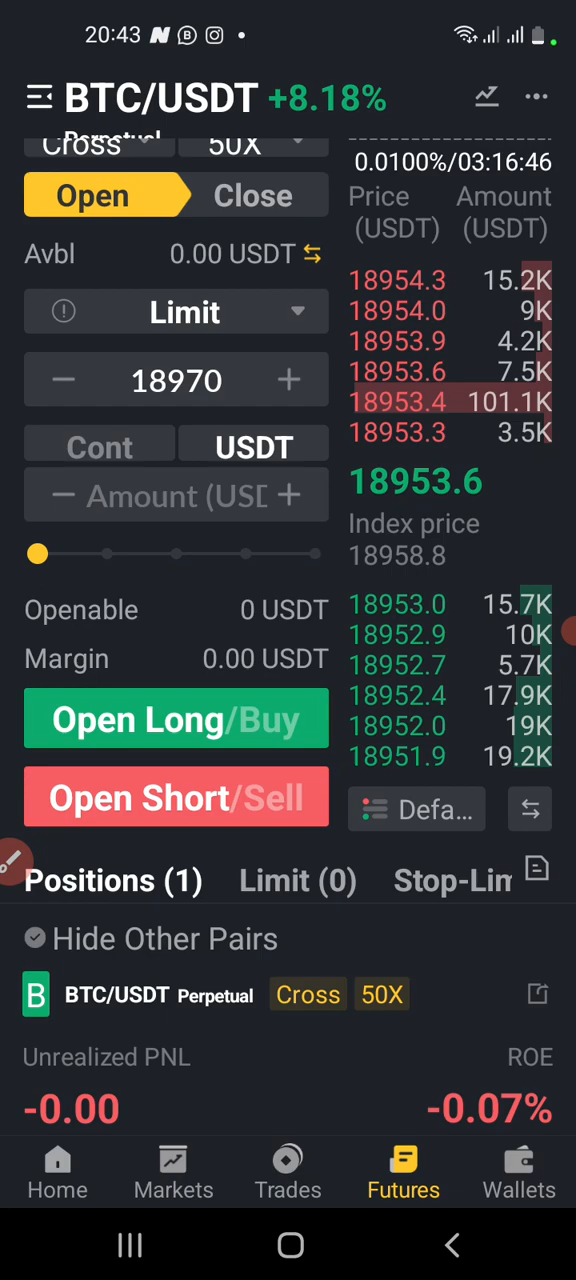 20:43
BTC/USDT +8.18%
Perpetual
Cross 50X
0.0100%/03:16:46
Open Close
Price Amount
(USDT) (USDT)
Avbl 0.00 USDT
18954.3 15.2K
18954.0 9K
18953.9 4.2K
18953.6 7.5K
18953.4 101.1K
18953.3 3.5K
Limit
18970
Cont USDT
Amount (USD
18953.6
Index price
18958.8
Openable 0 USDT
Margin 0.00 USDT
18953.0 15.7K
18952.9 10K
18952.7 5.7K
18952.4 17.9K
18952.0 19K
18951.9 19.2K
Open Long/Buy
Open Short/Sell
Defa...
Positions (1) Limit (0) Stop-Lim
Hide Other Pairs
B BTC/USDT Perpetual Cross 50X
Unrealized PNL ROE
-0.00 -0.07%
Home Markets Trades Futures Wallets